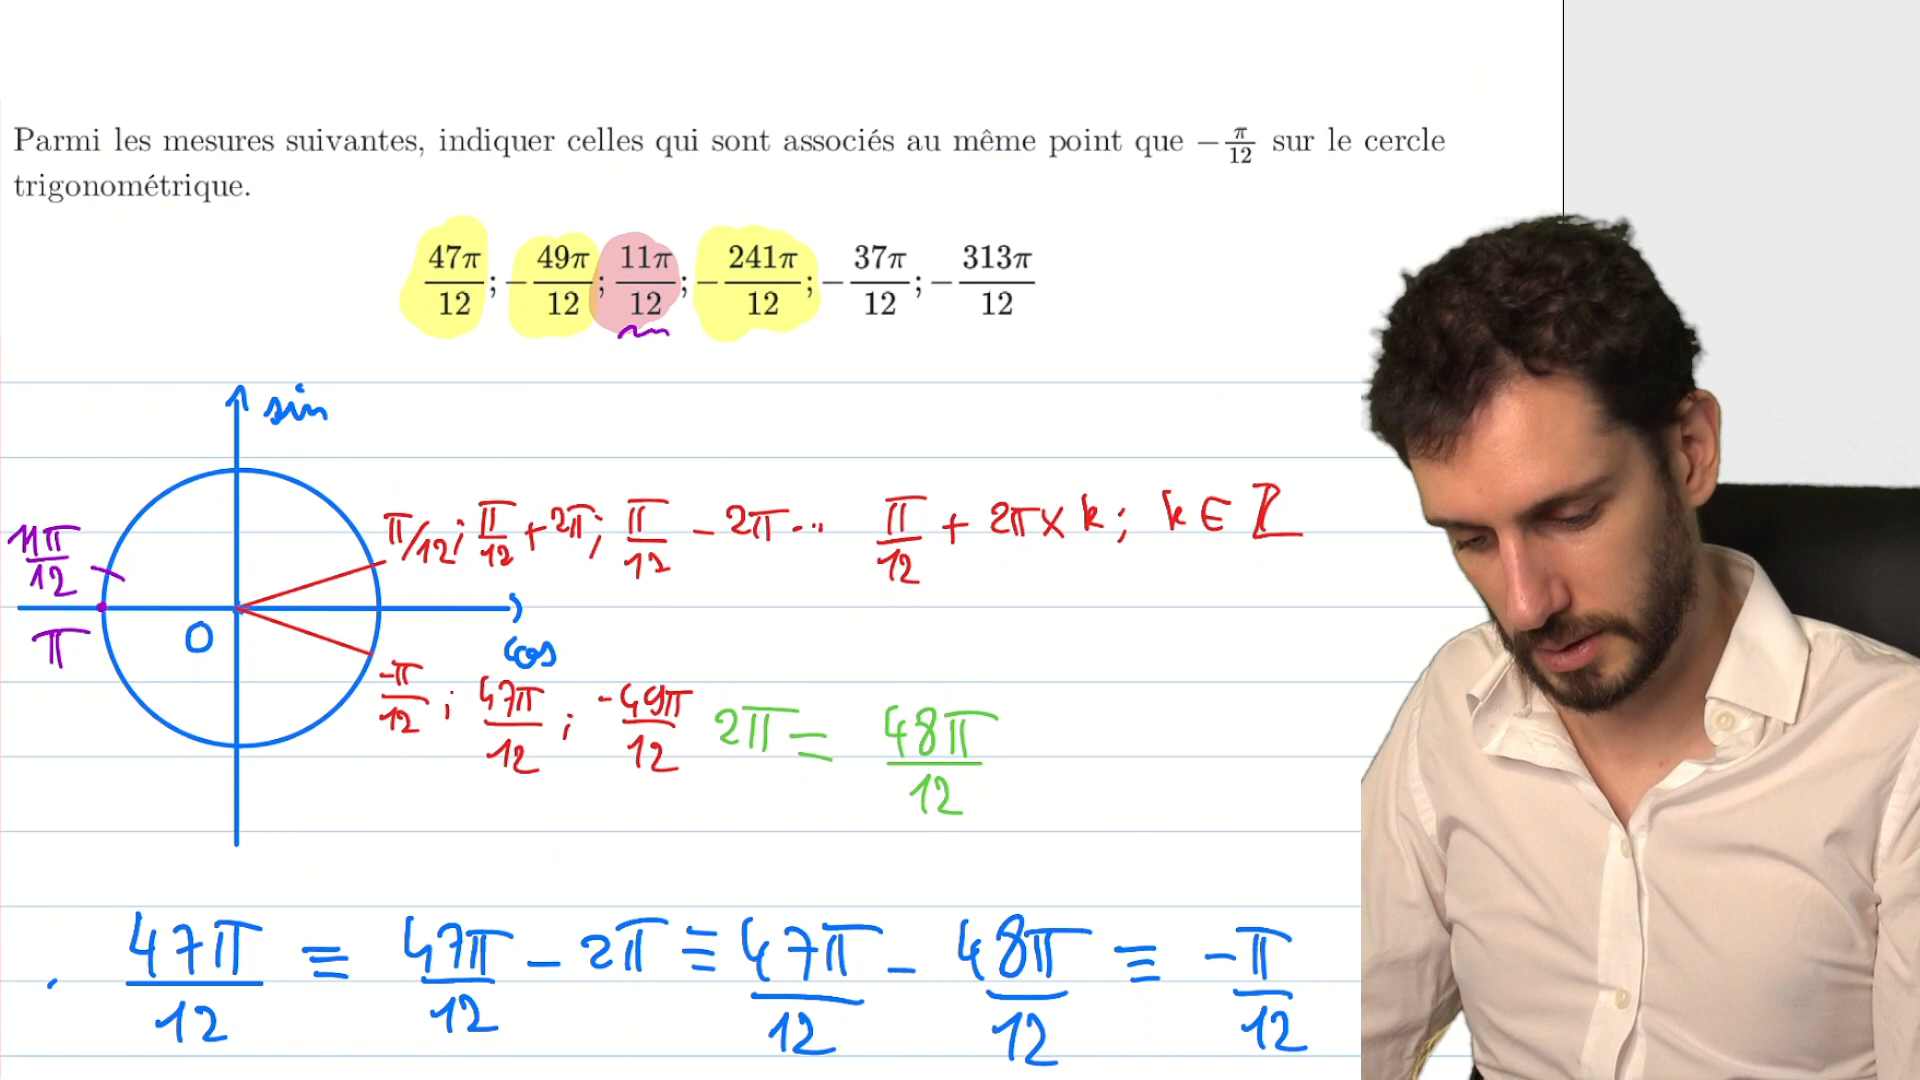 Parmi les mesures suivantes, indiquer celles qui sont associés au même point que −π/12 sur le cercle
trigonométrique.
47π/12 ; −49π/12 ; 11π/12 ; −241π/12 ; −37π/12 ; −313π/12
sin
π/12 ; π/12 + 2π ; π/12 − 2π ... π/12 + 2π × k ; k ∈ ℤ
11π/12
π
O
cos
-π/12 ; 47π/12 ; -49π/12
2π = 48π/12
. 47π/12 ≡ 47π/12 − 2π ≡ 47π/12 − 48π/12 ≡ −π/12